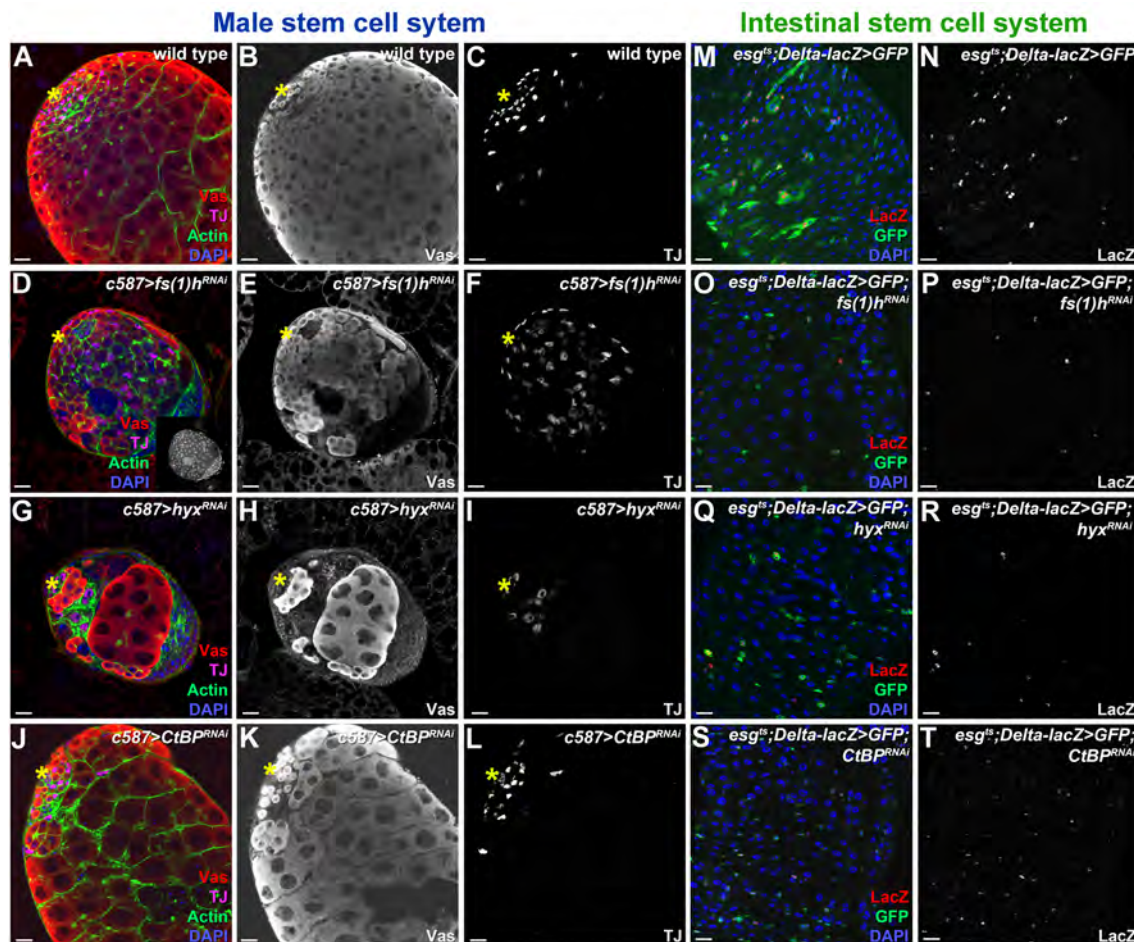 Male stem cell sytem
Intestinal stem cell system
A
wild type
Vas
TJ
Actin
DAPI
B
wild type
Vas
C
wild type
TJ
M
esgts;Delta-lacZ>GFP
LacZ
GFP
DAPI
N
esgts;Delta-lacZ>GFP
LacZ
D
c587>fs(1)hRNAi
Vas
TJ
Actin
DAPI
E
c587>fs(1)hRNAi
Vas
F
c587>fs(1)hRNAi
TJ
O
esgts;Delta-lacZ>GFP;
fs(1)hRNAi
LacZ
GFP
DAPI
P
esgts;Delta-lacZ>GFP;
fs(1)hRNAi
LacZ
G
c587>hyxRNAi
Vas
TJ
Actin
DAPI
H
c587>hyxRNAi
Vas
I
c587>hyxRNAi
TJ
Q
esgts;Delta-lacZ>GFP;
hyxRNAi
LacZ
GFP
DAPI
R
esgts;Delta-lacZ>GFP;
hyxRNAi
LacZ
J
c587>CtBPRNAi
Vas
TJ
Actin
DAPI
K
c587>CtBPRNAi
Vas
L
c587>CtBPRNAi
TJ
S
esgts;Delta-lacZ>GFP;
CtBPRNAi
LacZ
GFP
DAPI
T
esgts;Delta-lacZ>GFP;
CtBPRNAi
LacZ